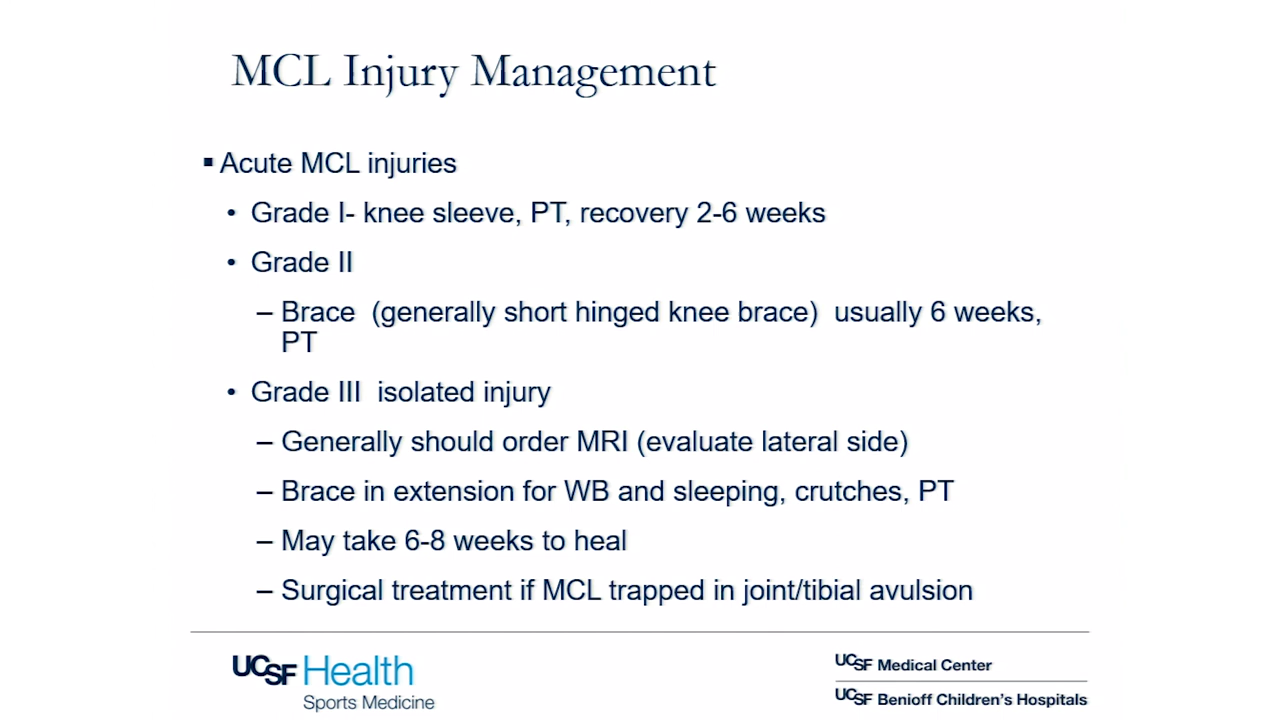 MCL Injury Management
▪ Acute MCL injuries
• Grade I- knee sleeve, PT, recovery 2-6 weeks
• Grade II
– Brace (generally short hinged knee brace) usually 6 weeks,
PT
• Grade III isolated injury
– Generally should order MRI (evaluate lateral side)
– Brace in extension for WB and sleeping, crutches, PT
– May take 6-8 weeks to heal
– Surgical treatment if MCL trapped in joint/tibial avulsion
UCSF Health
Sports Medicine
UCSF Medical Center
UCSF Benioff Children's Hospitals